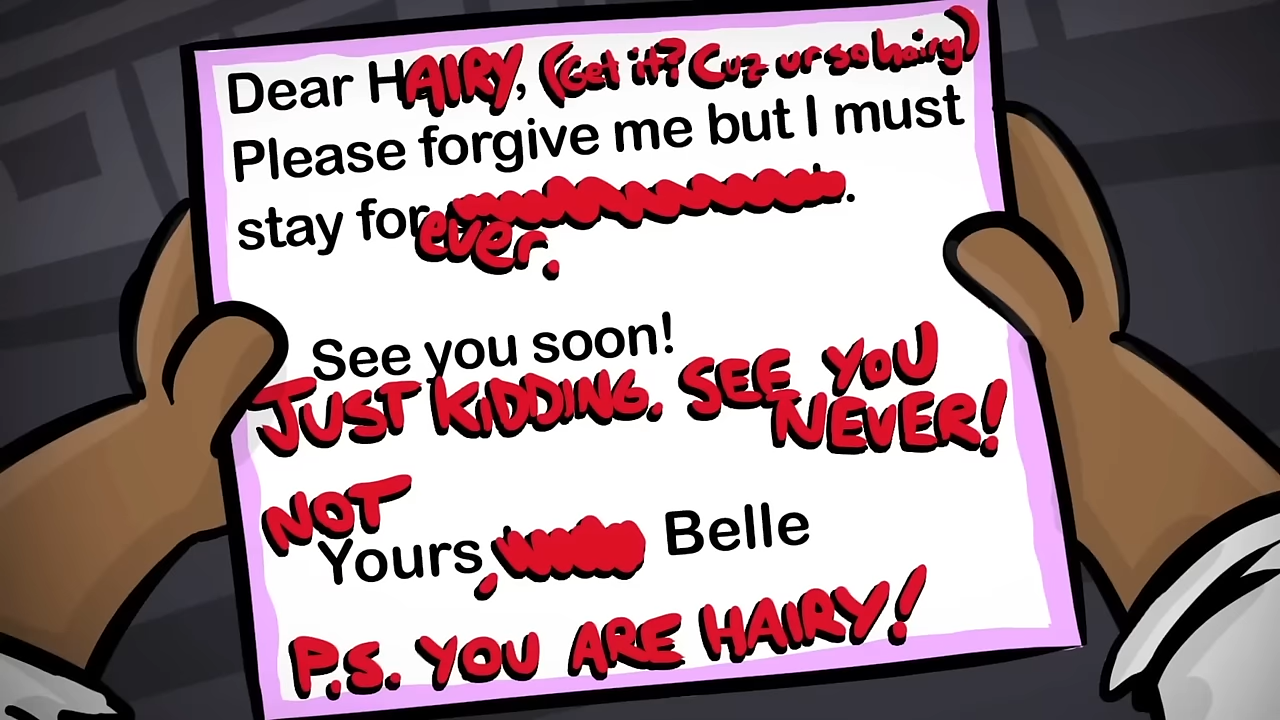 Dear HAIRY, (Get it? Cuz ur so hairy)
Please forgive me but I must
stay for .
ever.
See you soon!
JUST KIDDING. SEE YOU
NEVER!
NOT
Yours, Belle
P.S. YOU ARE HAIRY!